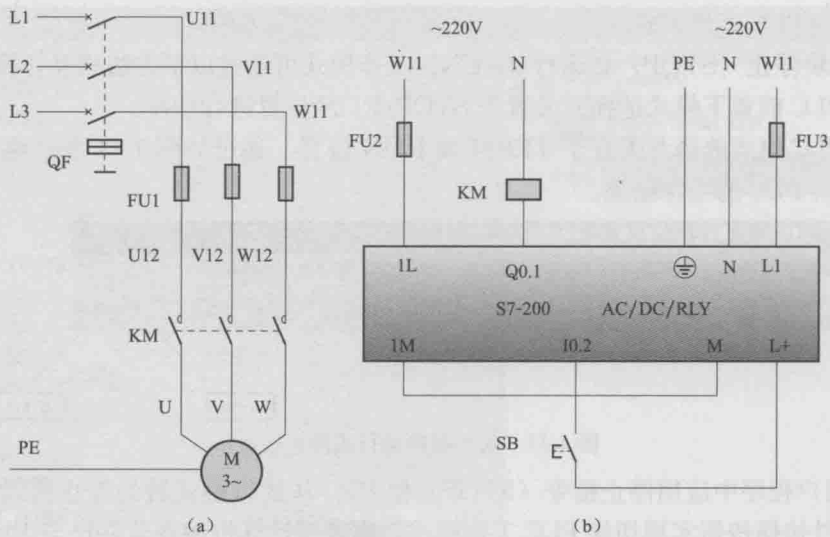 L1
U11
L2
V11
L3
W11
QF
FU1
U12 V12 W12
KM
U V W
PE
M
3~
(a)
~220V ~220V
W11 N PE N W11
FU2 FU3
KM
1L Q0.1 N L1
S7-200 AC/DC/RLY
1M I0.2 M L+
SB
(b)